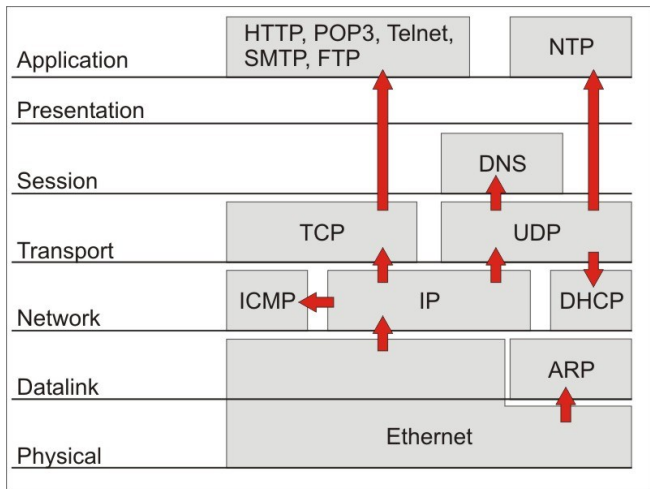 Application
HTTP, POP3, Telnet,
SMTP, FTP
NTP
Presentation
Session
DNS
Transport
TCP
UDP
Network
ICMP
IP
DHCP
Datalink
ARP
Physical
Ethernet